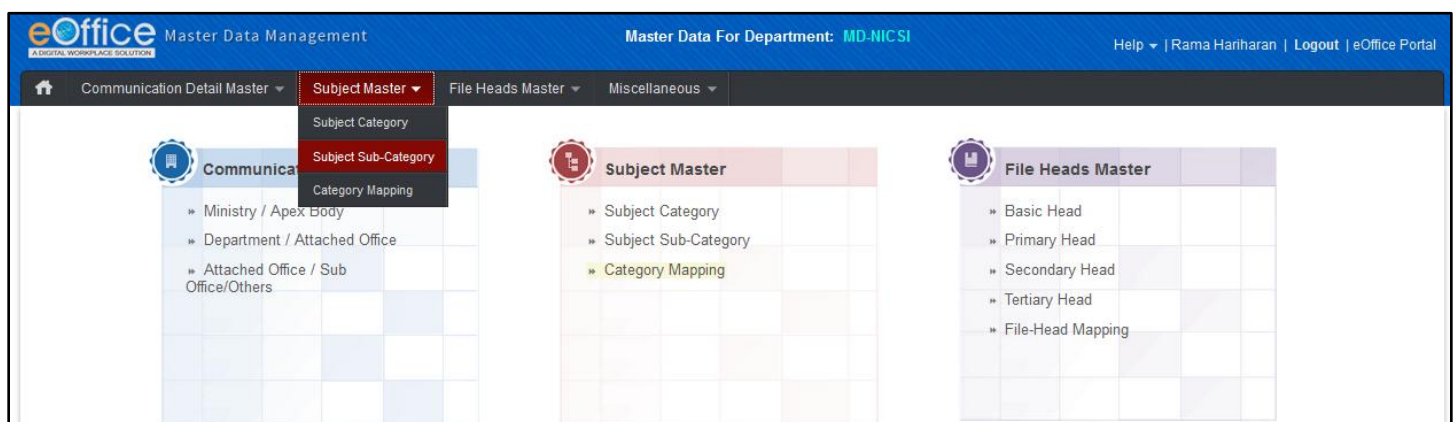 eOffice
A DIGITAL WORKPLACE SOLUTION
Master Data Management
Master Data For Department: MD-NICSI
Help | Rama Hariharan | Logout | eOffice Portal
Communication Detail Master
Subject Master
File Heads Master
Miscellaneous
Subject Category
Subject Sub-Category
Category Mapping
Communicat
» Ministry / Apex Body
» Department / Attached Office
» Attached Office / Sub
Office/Others
Subject Master
» Subject Category
» Subject Sub-Category
» Category Mapping
File Heads Master
» Basic Head
» Primary Head
» Secondary Head
» Tertiary Head
» File-Head Mapping